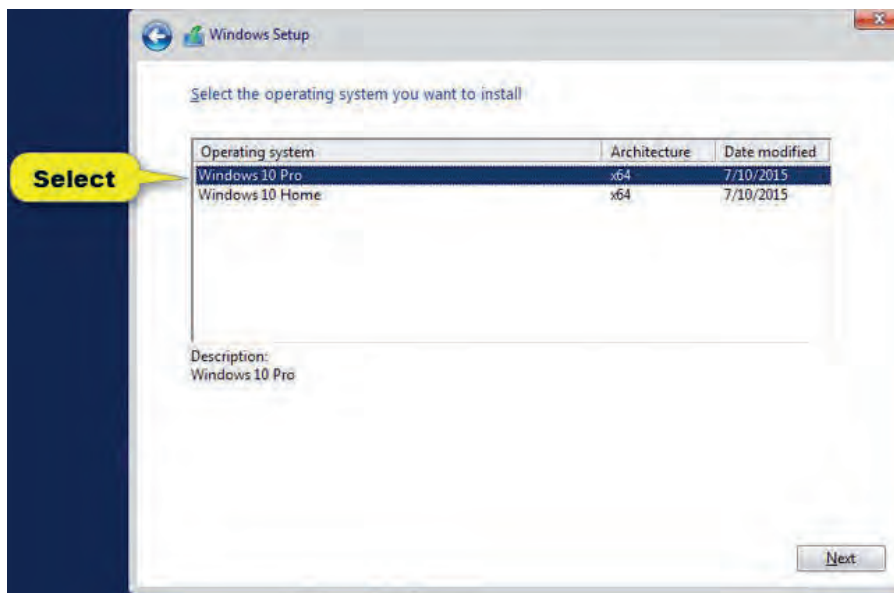 Windows Setup
Select the operating system you want to install
Operating system Architecture Date modified
Select
Windows 10 Pro x64 7/10/2015
Windows 10 Home x64 7/10/2015
Description:
Windows 10 Pro
Next